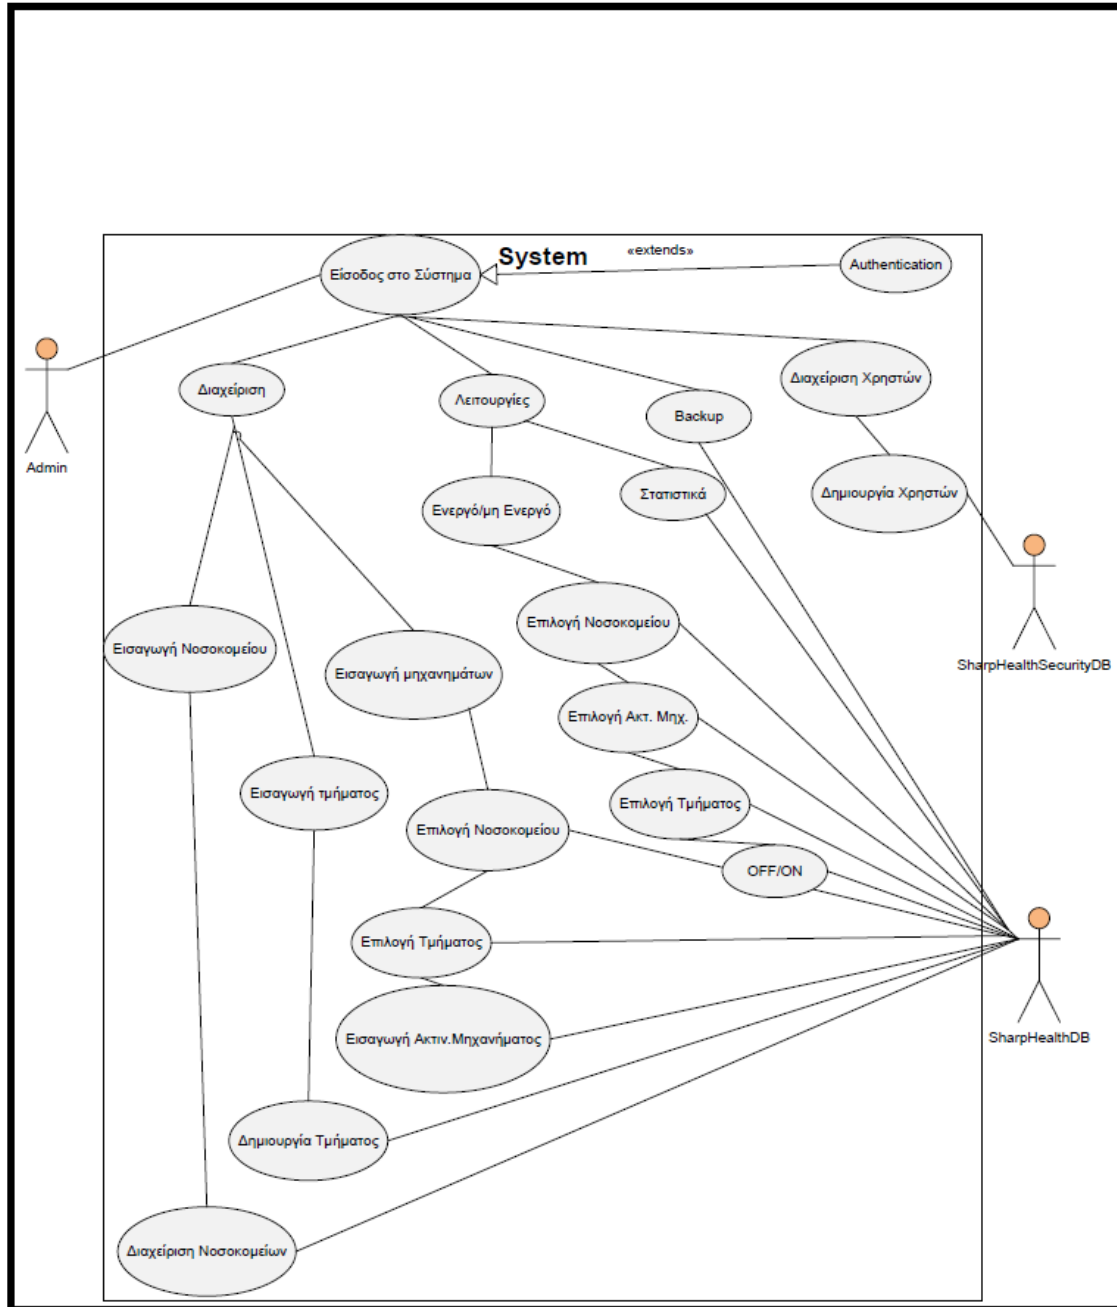 System
«extends»
Είσοδος στο Σύστημα
Authentication
Διαχείριση
Λειτουργίες
Backup
Διαχείριση Χρηστών
Admin
Ενεργό/μη Ενεργό
Στατιστικά
Δημιουργία Χρηστών
Εισαγωγή Νοσοκομείου
Επιλογή Νοσοκομείου
SharpHealthSecurityDB
Εισαγωγή μηχανημάτων
Επιλογή Ακτ. Μηχ.
Εισαγωγή τμήματος
Επιλογή Τμήματος
Επιλογή Νοσοκομείου
OFF/ON
Επιλογή Τμήματος
Εισαγωγή Ακτιν.Μηχανήματος
SharpHealthDB
Δημιουργία Τμήματος
Διαχείριση Νοσοκομείων